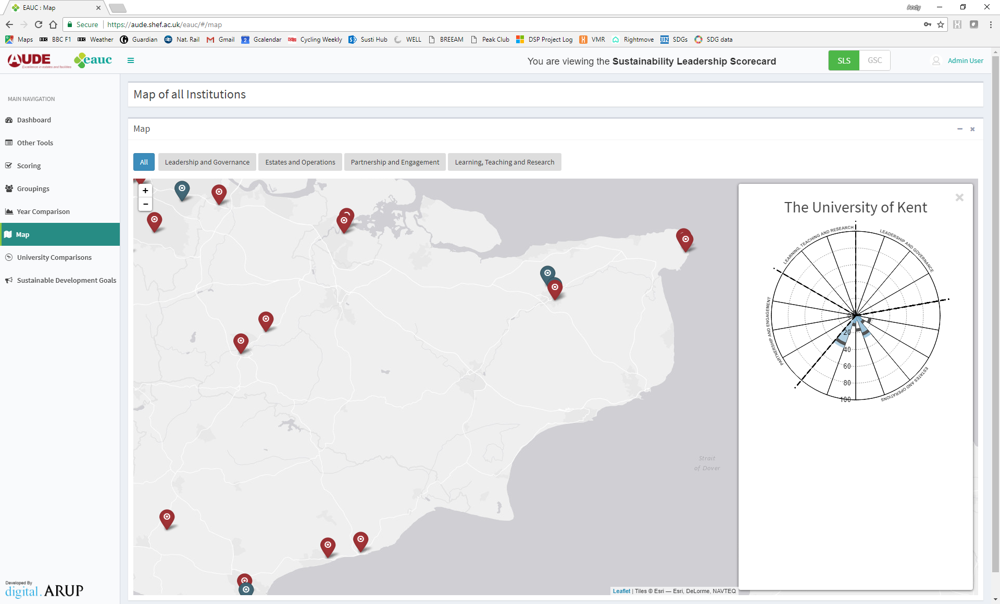 EAUC : Map
Andy
Secure
https://aude.shef.ac.uk/eauc/#/map
Maps
BBC F1
Weather
Guardian
Nat. Rail
Gmail
2 Gcalendar
Cycling Weekly
Susti Hub
WELL
BREEAM
Peak Club
DSP Project Log
VMR
Rightmove
UN SDGs
SDG data
AUDE
Excellence in estates and facilities
eauc
You are viewing the Sustainability Leadership Scorecard
SLS
GSC
Admin User
MAIN NAVIGATION
Dashboard
Other Tools
Scoring
Groupings
Year Comparison
Map
University Comparisons
Sustainable Development Goals
Developed By
digital. ARUP
Map of all Institutions
Map
All
Leadership and Governance
Estates and Operations
Partnership and Engagement
Learning, Teaching and Research
+
−
Strait
of Dover
Leaflet | Tiles © Esri — Esri, DeLorme, NAVTEQ
The University of Kent
LEARNING, TEACHING AND RESEARCH
LEADERSHIP AND GOVERNANCE
PARTNERSHIP AND ENGAGEMENT
ESTATES AND OPERATIONS
0
20
40
60
80
100